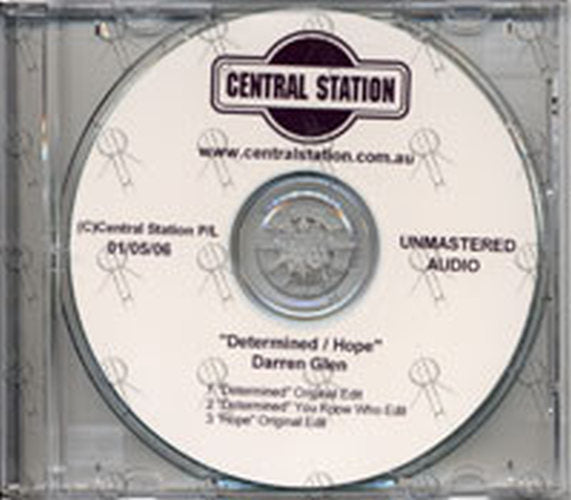 CENTRAL STATION
www.centralstation.com.au
(C)Central Station P/L
01/05/06
UNMASTERED
AUDIO
"Determined / Hope"
Darren Glen
1 "Determined" Original Edit
2 "Determined" You Know Who Edit
3 "Hope" Original Edit